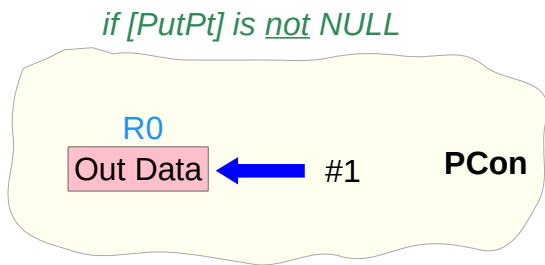 if [PutPt] is not NULL
R0
Out Data #1 PCon